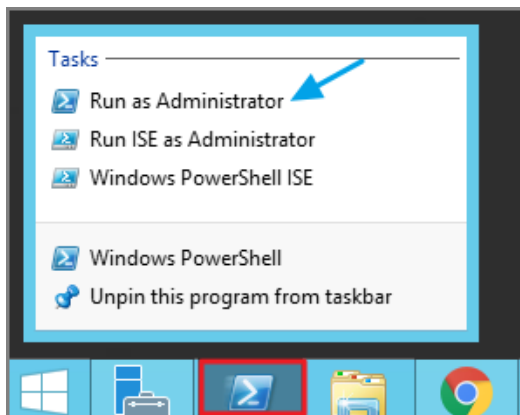 Tasks
Run as Administrator
Run ISE as Administrator
Windows PowerShell ISE
Windows PowerShell
Unpin this program from taskbar